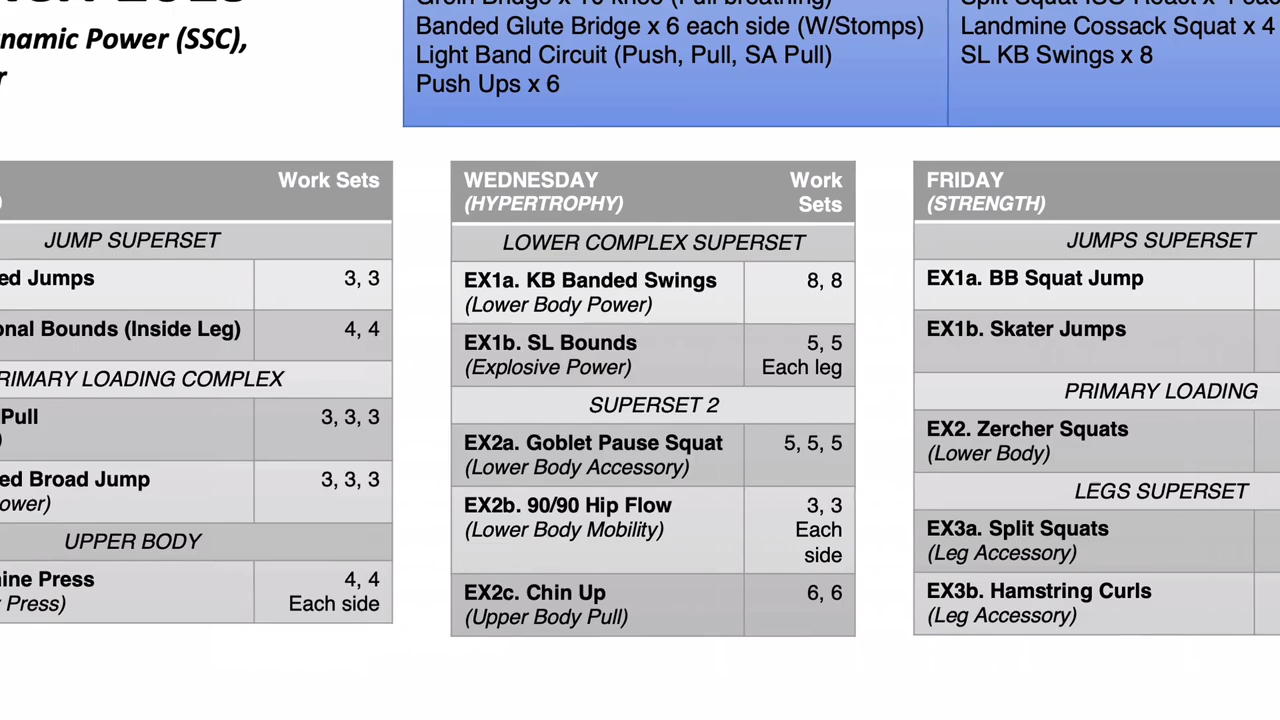 namic Power (SSC),
Banded Glute Bridge x 6 each side (W/Stomps)
Light Band Circuit (Push, Pull, SA Pull)
Push Ups x 6
Landmine Cossack Squat x 4
SL KB Swings x 8
Work Sets
JUMP SUPERSET
ed Jumps
3, 3
onal Bounds (Inside Leg)
4, 4
RIMARY LOADING COMPLEX
Pull
3, 3, 3
ed Broad Jump
ower)
3, 3, 3
UPPER BODY
ine Press
Press)
4, 4
Each side
WEDNESDAY
(HYPERTROPHY)
Work
Sets
LOWER COMPLEX SUPERSET
EX1a. KB Banded Swings
(Lower Body Power)
8, 8
EX1b. SL Bounds
(Explosive Power)
5, 5
Each leg
SUPERSET 2
EX2a. Goblet Pause Squat
(Lower Body Accessory)
5, 5, 5
EX2b. 90/90 Hip Flow
(Lower Body Mobility)
3, 3
Each
side
EX2c. Chin Up
(Upper Body Pull)
6, 6
FRIDAY
(STRENGTH)
JUMPS SUPERSET
EX1a. BB Squat Jump
EX1b. Skater Jumps
PRIMARY LOADING
EX2. Zercher Squats
(Lower Body)
LEGS SUPERSET
EX3a. Split Squats
(Leg Accessory)
EX3b. Hamstring Curls
(Leg Accessory)